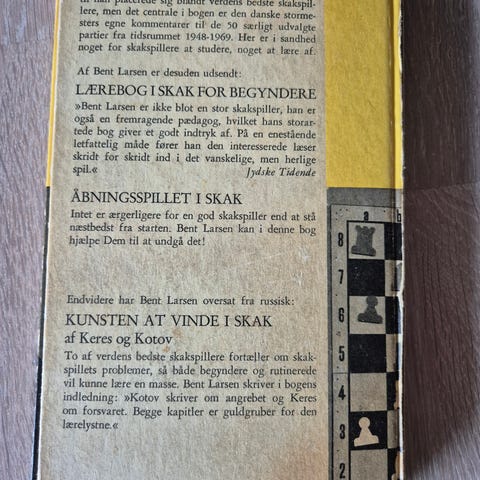 til han placerede sig blandt verdens bedste skakspil-
lere, men det centrale i bogen er den danske storme-
sters egne kommentarer til de 50 særligt udvalgte
partier fra tidsrummet 1948-1969. Her er i sandhed
noget for skakspillere at studere, noget at lære af.
Af Bent Larsen er desuden udsendt:
LÆREBOG I SKAK FOR BEGYNDERE
»Bent Larsen er ikke blot en stor skakspiller, han er
også en fremragende pædagog, hvilket hans storar-
tede bog giver et godt indtryk af. På en enestående
letfattelig måde fører han den interesserede læser
skridt for skridt ind i det vanskelige, men herlige
spil.«
Jydske Tidende
ÅBNINGSSPILLET I SKAK
Intet er ærgerligere for en god skakspiller end at stå
næstbedst fra starten. Bent Larsen kan i denne bog
hjælpe Dem til at undgå det!
Endvidere har Bent Larsen oversat fra russisk:
KUNSTEN AT VINDE I SKAK
af Keres og Kotov
To af verdens bedste skakspillere fortæller om skak-
spillets problemer, så både begyndere og rutinerede
vil kunne lære en masse. Bent Larsen skriver i bogens
indledning: »Kotov skriver om angrebet og Keres
om forsvaret. Begge kapitler er guldgruber for den
lærelystne.«
a b
8
7
6
5
4
3
2